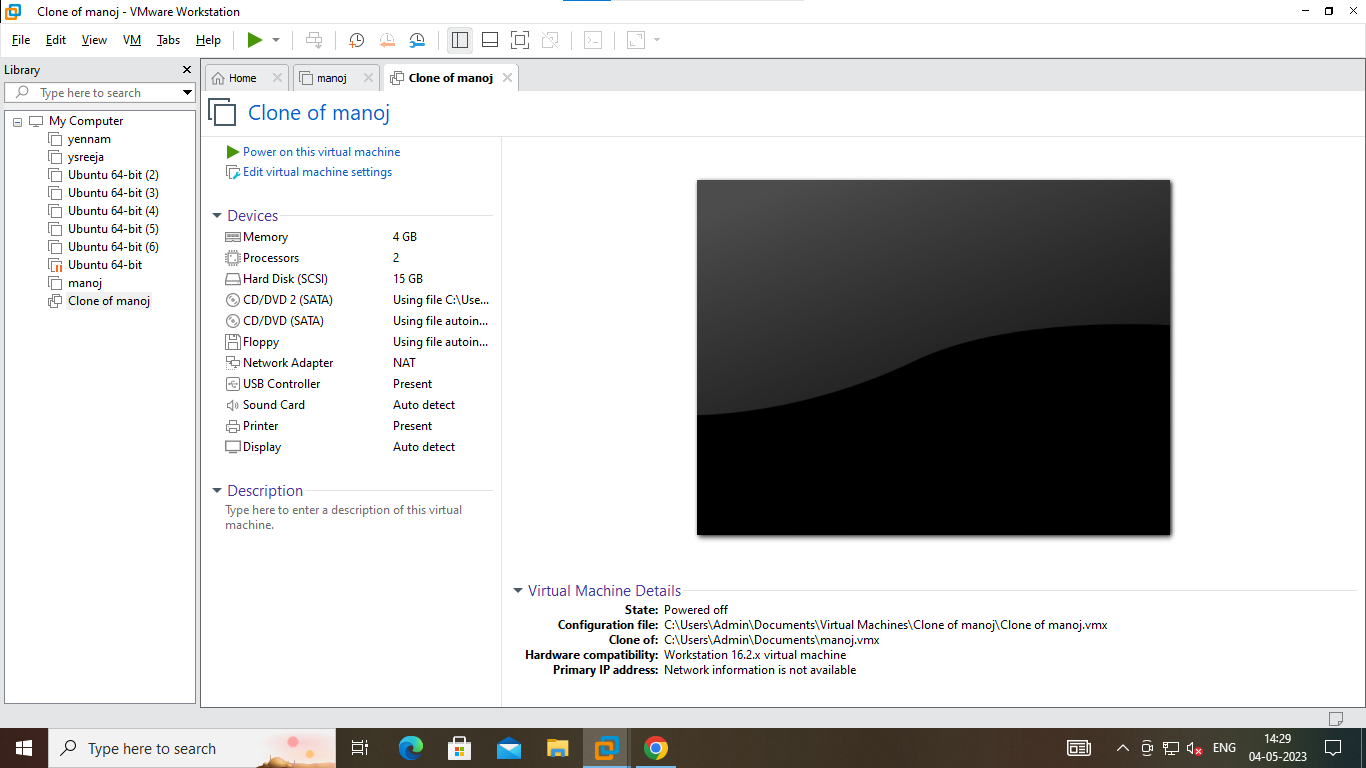 Clone of manoj - VMware Workstation
File Edit View VM Tabs Help
Library
Type here to search
My Computer
yennam
ysreeja
Ubuntu 64-bit (2)
Ubuntu 64-bit (3)
Ubuntu 64-bit (4)
Ubuntu 64-bit (5)
Ubuntu 64-bit (6)
Ubuntu 64-bit
manoj
Clone of manoj
Home manoj Clone of manoj
Clone of manoj
Power on this virtual machine
Edit virtual machine settings
Devices
Memory 4 GB
Processors 2
Hard Disk (SCSI) 15 GB
CD/DVD 2 (SATA) Using file C:\Use...
CD/DVD (SATA) Using file autoin...
Floppy Using file autoin...
Network Adapter NAT
USB Controller Present
Sound Card Auto detect
Printer Present
Display Auto detect
Description
Type here to enter a description of this virtual
machine.
Virtual Machine Details
State: Powered off
Configuration file: C:\Users\Admin\Documents\Virtual Machines\Clone of manoj\Clone of manoj.vmx
Clone of: C:\Users\Admin\Documents\manoj.vmx
Hardware compatibility: Workstation 16.2.x virtual machine
Primary IP address: Network information is not available
Type here to search
ENG
14:29
04-05-2023